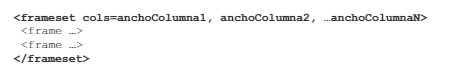 <frameset cols=anchoColumna1, anchoColumna2, …anchoColumnaN>
<frame …>
<frame …>
</frameset>